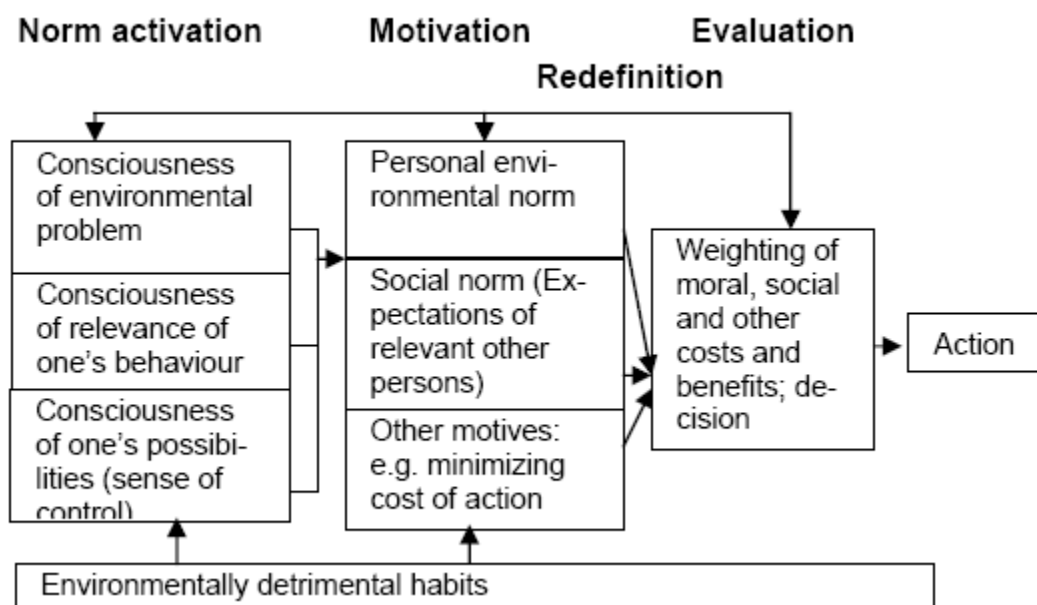 Norm activation
Motivation
Evaluation
Redefinition
Consciousness
of environmental
problem
Consciousness
of relevance of
one's behaviour
Consciousness
of one's possibi-
lities (sense of
control)
Personal envi-
ronmental norm
Social norm (Ex-
pectations of
relevant other
persons)
Other motives:
e.g. minimizing
cost of action
Weighting of
moral, social
and other
costs and
benefits; de-
cision
Action
Environmentally detrimental habits